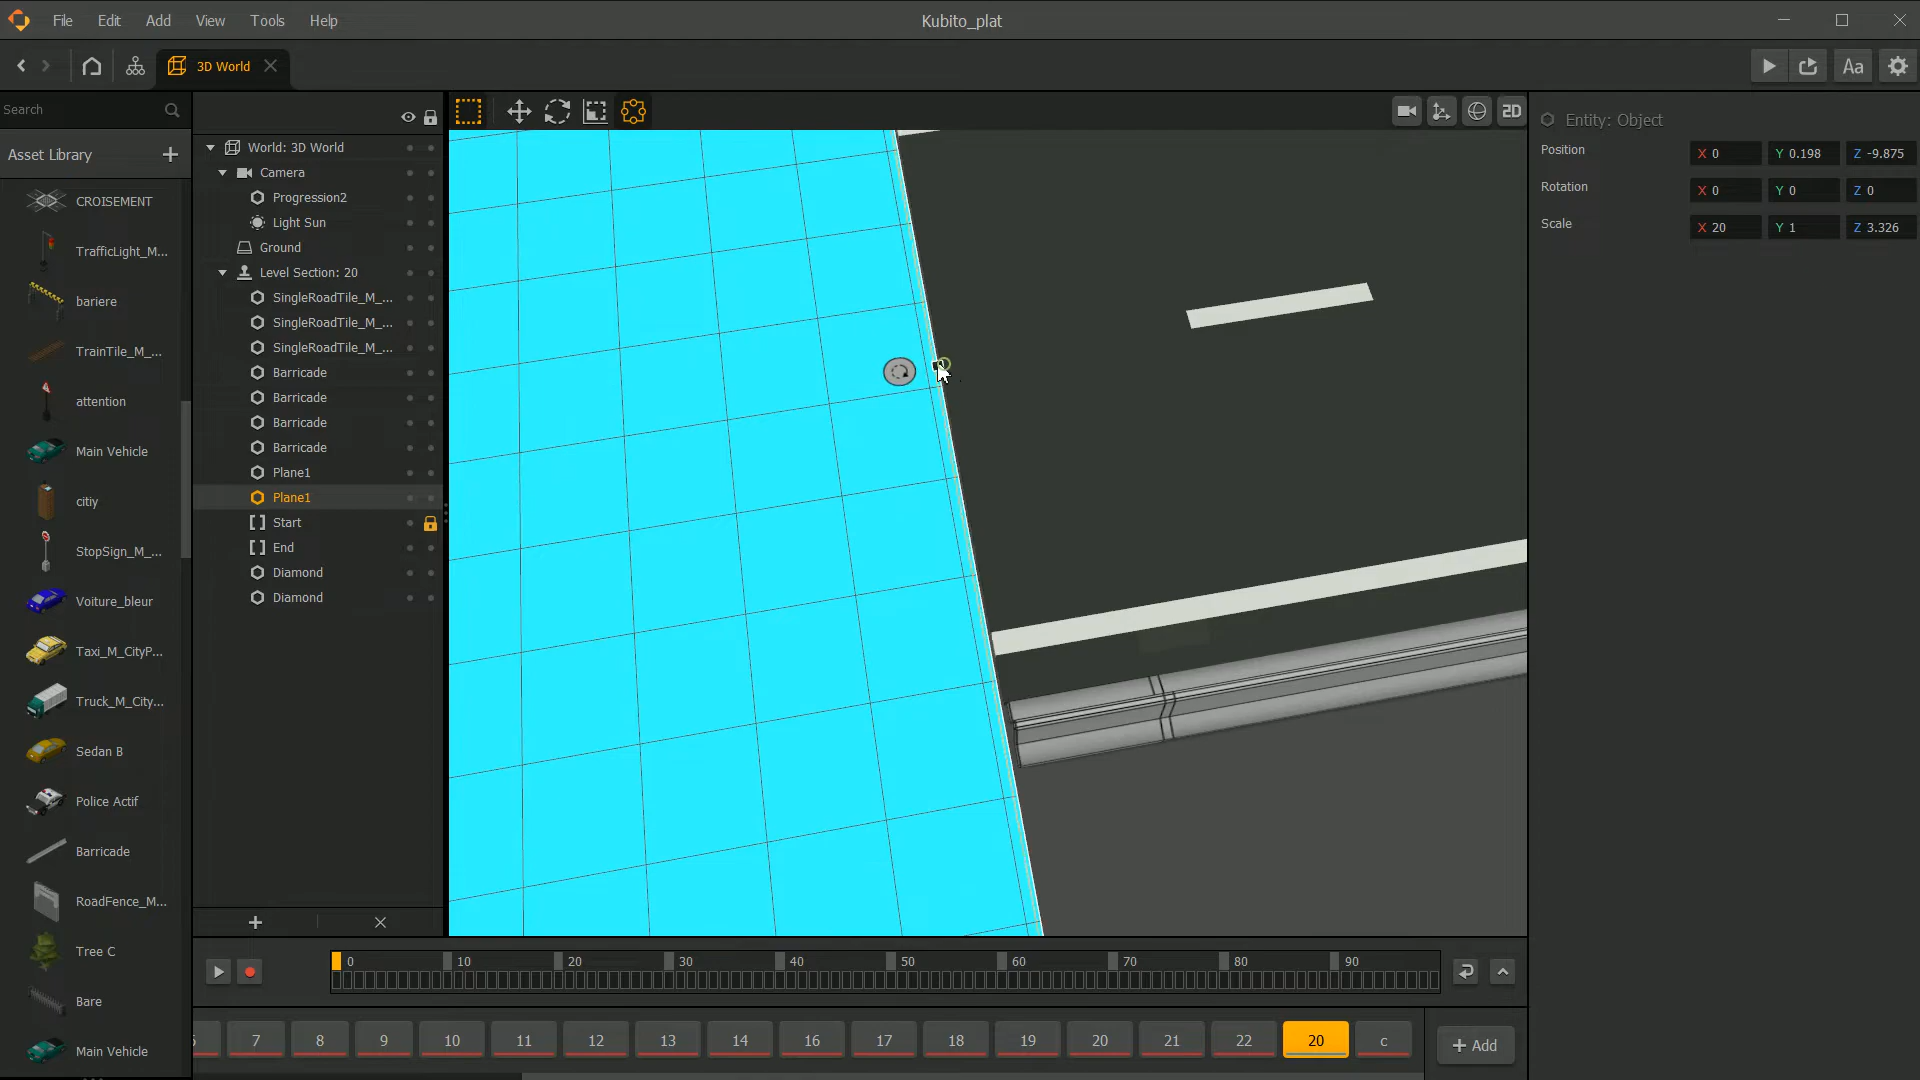 File Edit View Tools Help
Kubito_plat
3D World
Aa
Search
Asset Library
CROISEMENT
TrafficLight_M...
bariere
TrainTile_M_...
attention
Main Vehicle
citiy
StopSign_M_...
Voiture_bleur
Taxi_M_CityP...
Truck_M_City...
Sedan B
Police Actif
Barricade
RoadFence_M...
Tree C
Bare
Main Vehicle
World: 3D World
Camera
Progression2
Light Sun
Ground
Level Section: 20
SingleRoadTile_M_...
SingleRoadTile_M_...
SingleRoadTile_M_...
Barricade
Barricade
Barricade
Barricade
Plane1
Plane1
Start
End
Diamond
Diamond
2D
Entity: Object
Position X 0 Y 0.198 Z -9.875
Rotation X 0 Y 0 Z 0
Scale X 20 Y 1 Z 3.326
0 10 20 30 40 50 60 70 80 90
7 8 9 10 11 12 13 14 16 17 18 19 20 21 22 20 c
Add